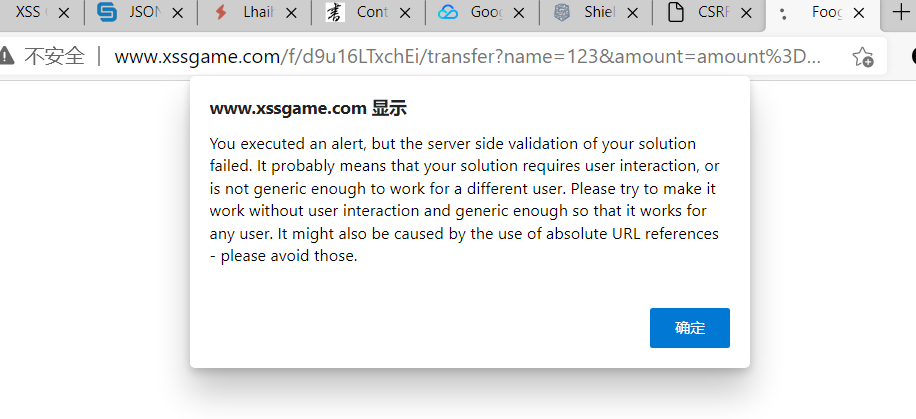 XSS JSON Lhaih Cont Goog Shiel CSRF Foog
不安全 | www.xssgame.com/f/d9u16LTxchEi/transfer?name=123&amount=amount%3D...
www.xssgame.com 显示
You executed an alert, but the server side validation of your solution
failed. It probably means that your solution requires user interaction, or
is not generic enough to work for a different user. Please try to make it
work without user interaction and generic enough so that it works for
any user. It might also be caused by the use of absolute URL references
- please avoid those.
确定